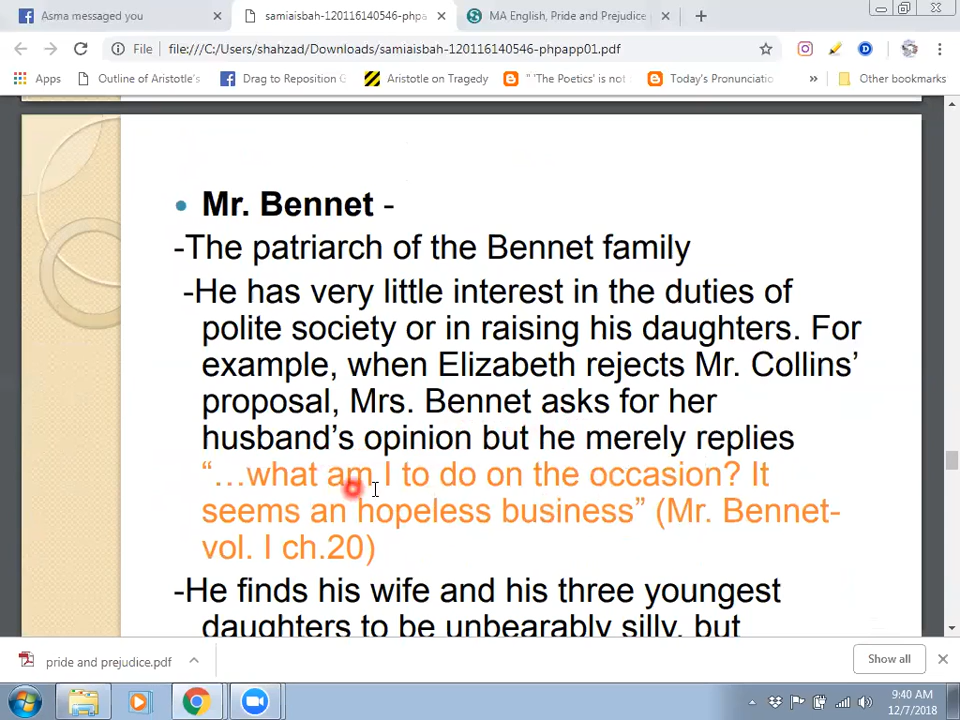 Asma messaged you
samiaisbah-120116140546-phpa
MA English, Pride and Prejudice
File
file:///C:/Users/shahzad/Downloads/samiaisbah-120116140546-phpapp01.pdf
Apps
Outline of Aristotle's
Drag to Reposition
Aristotle on Tragedy
" 'The Poetics' is not
Today's Pronunciatio
»
Other bookmarks
• Mr. Bennet -
-The patriarch of the Bennet family
-He has very little interest in the duties of
polite society or in raising his daughters. For
example, when Elizabeth rejects Mr. Collins’
proposal, Mrs. Bennet asks for her
husband’s opinion but he merely replies
“…what am I to do on the occasion? It
seems an hopeless business” (Mr. Bennet-
vol. I ch.20)
-He finds his wife and his three youngest
daughters to be unbearably silly, but
pride and prejudice.pdf
Show all
9:40 AM
12/7/2018